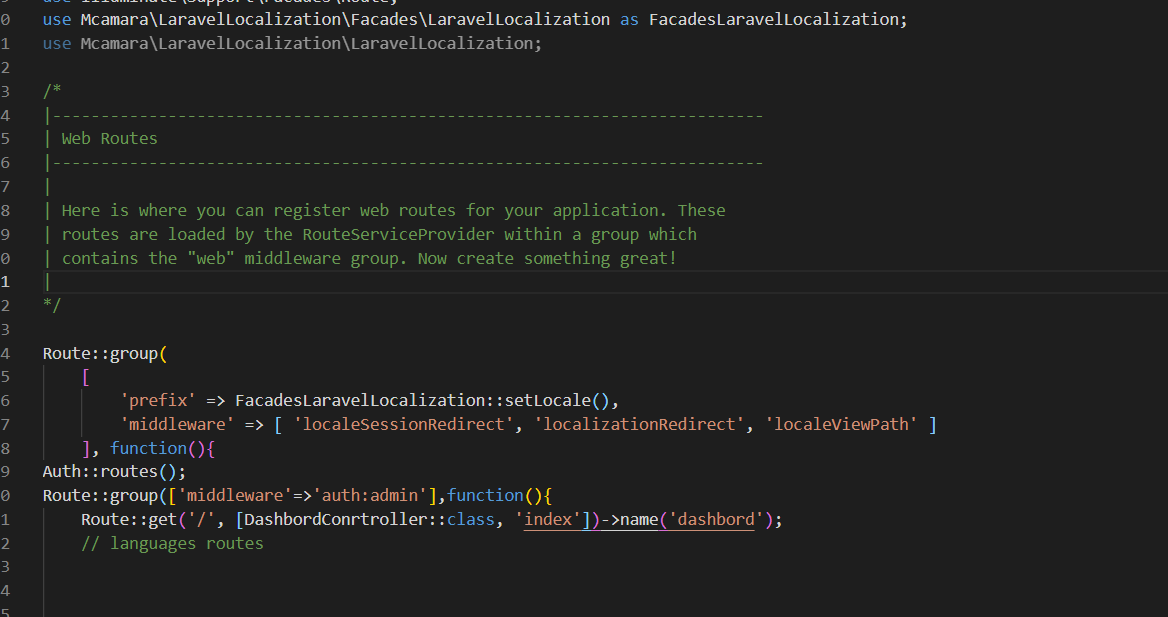 use Illuminate\Support\Facades\Route;
0 use Mcamara\LaravelLocalization\Facades\LaravelLocalization as FacadesLaravelLocalization;
1 use Mcamara\LaravelLocalization\LaravelLocalization;
2
3 /*
4 |--------------------------------------------------------------------------
5 | Web Routes
6 |--------------------------------------------------------------------------
7 |
8 | Here is where you can register web routes for your application. These
9 | routes are loaded by the RouteServiceProvider within a group which
0 | contains the "web" middleware group. Now create something great!
1 |
2 */
3
4 Route::group(
5 [
6 'prefix' => FacadesLaravelLocalization::setLocale(),
7 'middleware' => [ 'localeSessionRedirect', 'localizationRedirect', 'localeViewPath' ]
8 ], function(){
9 Auth::routes();
0 Route::group(['middleware'=>'auth:admin'],function(){
1 Route::get('/', [DashbordConrtroller::class, 'index'])->name('dashbord');
2 // languages routes
3
4
5